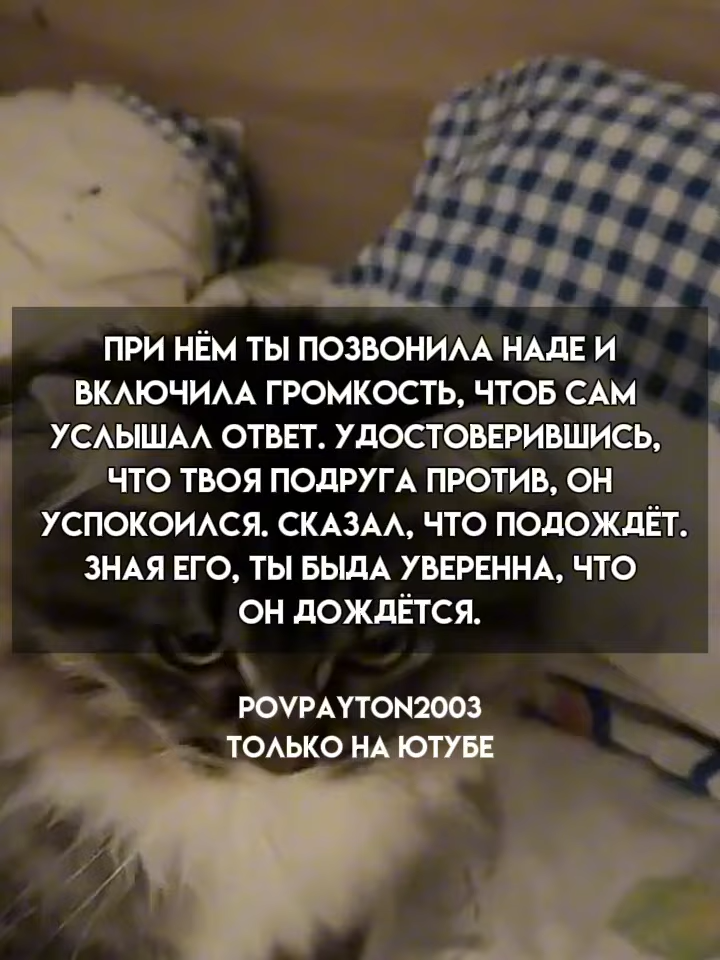 ПРИ НЁМ ТЫ ПОЗВОНИЛА НАДЕ И
ВКЛЮЧИЛА ГРОМКОСТЬ, ЧТОБ САМ
УСЛЫШАЛ ОТВЕТ. УДОСТОВЕРИВШИСЬ,
ЧТО ТВОЯ ПОДРУГА ПРОТИВ, ОН
УСПОКОИЛСЯ. СКАЗАЛ, ЧТО ПОДОЖДЁТ.
ЗНАЯ ЕГО, ТЫ БЫДА УВЕРЕННА, ЧТО
ОН ДОЖДЁТСЯ.
POVPAYTON2003
ТОЛЬКО НА ЮТУБЕ